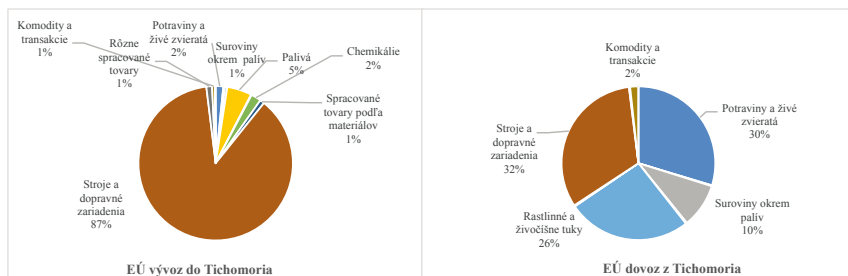 Komodity a
transakcie
1%
Rôzne
spracované
tovary
1%
Potraviny a
živé zvieratá
2%
Suroviny
okrem palív
1%
Palivá
5%
Chemikálie
2%
Spracované
tovary podľa
materiálov
1%
Stroje a
dopravné
zariadenia
87%
EÚ vývoz do Tichomoria
Komodity a
transakcie
2%
Potraviny a živé
zvieratá
30%
Stroje a
dopravné
zariadenia
32%
Suroviny okrem
palív
10%
Rastlinné a
živočíšne tuky
26%
EÚ dovoz z Tichomoria